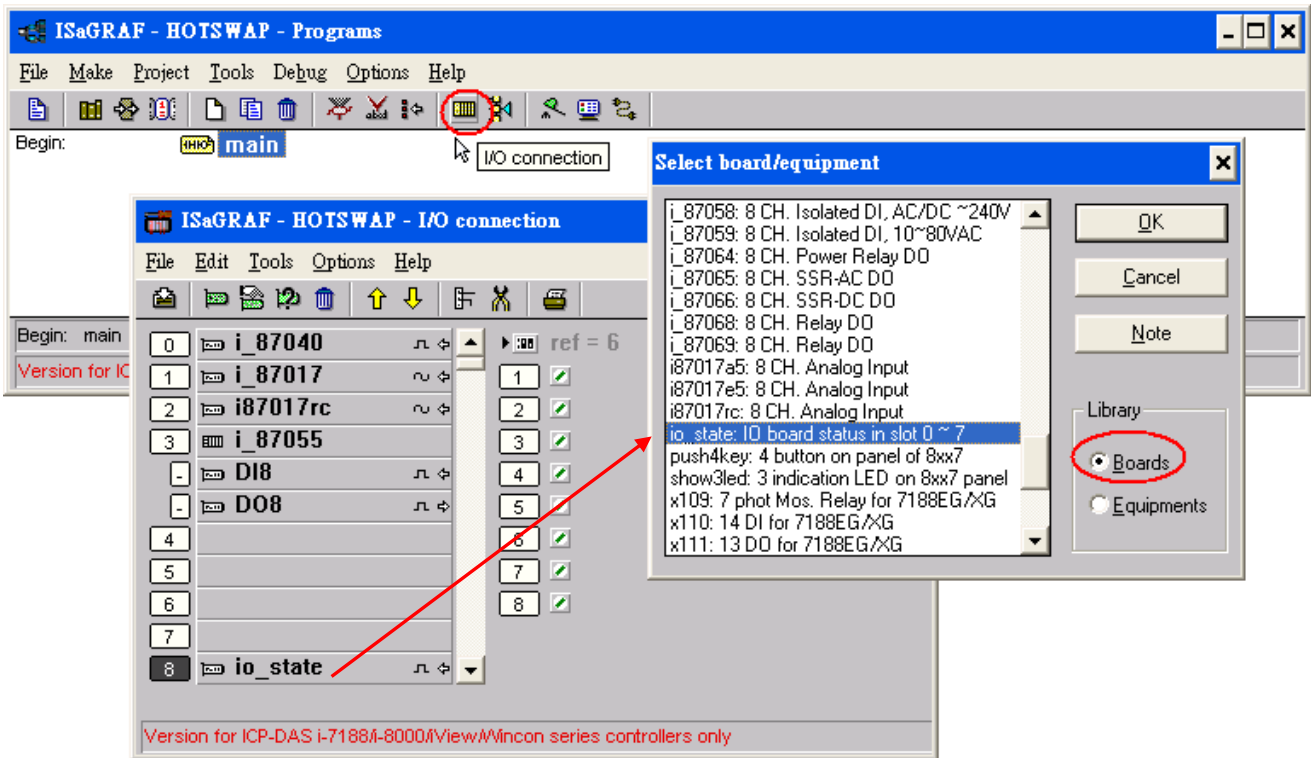 ISaGRAF - HOTSWAP - Programs
File Make Project Tools Debug Options Help
Begin:
main
I/O connection
Begin: main
Version for IC
ISaGRAF - HOTSWAP - I/O connection
File Edit Tools Options Help
0 i_87040
1 i_87017
2 i87017rc
3 i_87055
- DI8
- DO8
4
5
6
7
8 io_state
ref = 6
1
2
3
4
5
6
7
8
Version for ICP-DAS i-7188/i-8000/iView/Wincon series controllers only
Select board/equipment
i_87058: 8 CH. Isolated DI, AC/DC ~240V
i_87059: 8 CH. Isolated DI, 10~80VAC
i_87064: 8 CH. Power Relay DO
i_87065: 8 CH. SSR-AC DO
i_87066: 8 CH. SSR-DC DO
i_87068: 8 CH. Relay DO
i_87069: 8 CH. Relay DO
i87017a5: 8 CH. Analog Input
i87017e5: 8 CH. Analog Input
i87017rc: 8 CH. Analog Input
io_state: IO board status in slot 0 ~ 7
push4key: 4 button on panel of 8xx7
show3led: 3 indication LED on 8xx7 panel
x109: 7 phot Mos. Relay for 7188EG/XG
x110: 14 DI for 7188EG/XG
x111: 13 DO for 7188EG/XG
OK
Cancel
Note
Library
Boards
Equipments